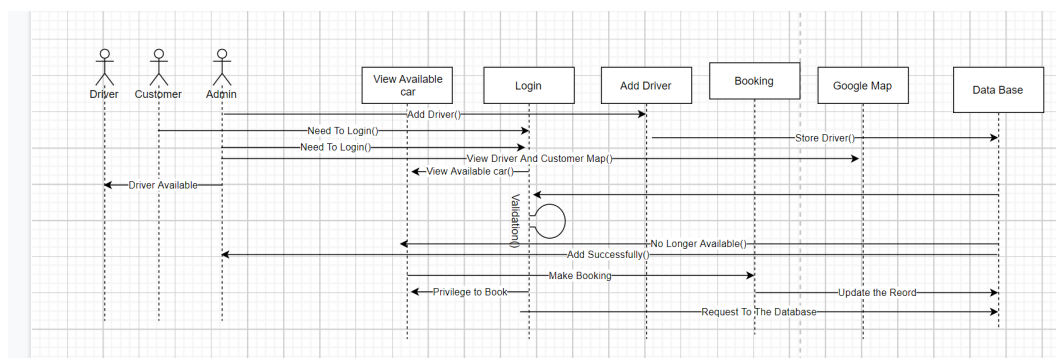 Driver
Customer
Admin
View Available
car
Login
Add Driver
Booking
Google Map
Data Base
Add Driver()
Need To Login()
Store Driver()
Need To Login()
View Driver And Customer Map()
View Available car()
Driver Available
Validation()
No Longer Available()
Add Successfully()
Make Booking
Privilege to Book
Update the Reord
Request To The Database